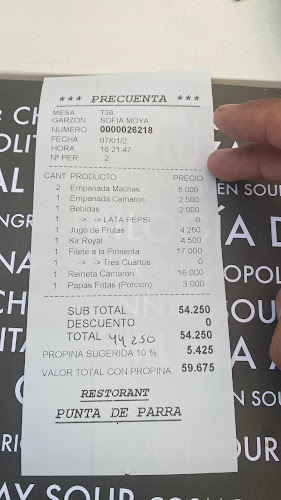 *** PRECUENTA ***
MESA T38
GARZON SOFIA MOYA
NUMERO 0000026218
FECHA 07/01/2
HORA 16:21:47
Nº PER 2
CANT PRODUCTO PRECIO
2 Empanada Machas 5.000
1 Empanada Camaron 2.500
1 Bebidas 2.000
1 -> -> LATA PEPSI 0
1 Jugo de Frutas 4.250
1 Kir Royal 4.500
1 Filete a la Pimienta 17.000
1 -> -> Tres Cuartos 0
1 Reineta Camaron 16.000
1 Papas Fritas (Porcion) 3.000
SUB TOTAL 54.250
DESCUENTO 0
TOTAL 44.250 54.250
PROPINA SUGERIDA 10 % 5.425
VALOR TOTAL CON PROPINA 59.675
RESTORANT
PUNTA DE PARRA
EN SOUP
AY SOUP